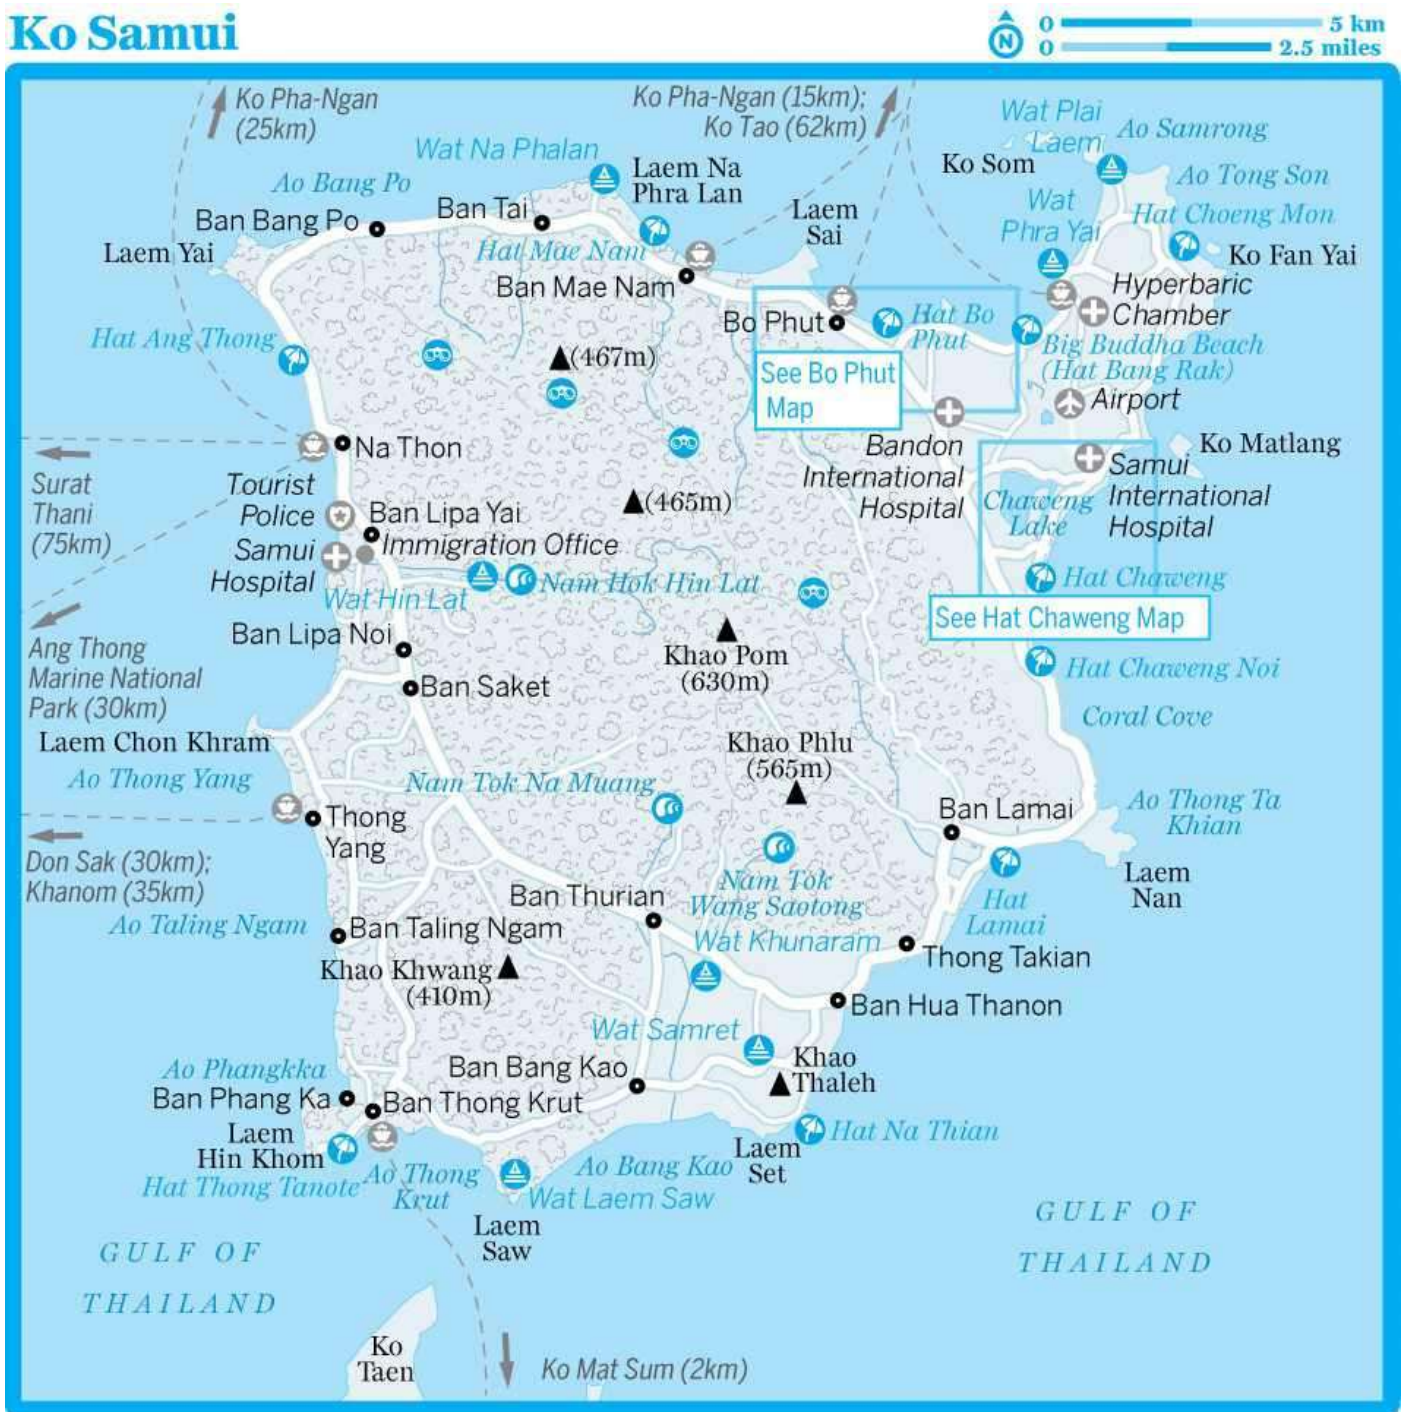 Ko Samui
N
0 5 km
0 2.5 miles
Ko Pha-Ngan
(25km)
Ko Pha-Ngan (15km);
Ko Tao (62km)
Wat Plai
Laem
Ao Samrong
Wat Na Phalan
Laem Na
Phra Lan
Ko Som
Ao Tong Son
Ao Bang Po
Ban Bang Po
Ban Tai
Laem
Sai
Wat
Phra Yai
Hat Choeng Mon
Laem Yai
Hat Mae Nam
Ko Fan Yai
Ban Mae Nam
Hyperbaric
Chamber
Bo Phut
Hat Bo
Phut
Hat Ang Thong
(467m)
Big Buddha Beach
(Hat Bang Rak)
See Bo Phut
Map
Airport
Na Thon
Bandon
International
Hospital
Ko Matlang
Surat
Thani
(75km)
Tourist
Police
Samui
International
Hospital
(465m)
Chaweng
Lake
Ban Lipa Yai
Immigration Office
Samui
Hospital
Nam Hok Hin Lat
Hat Chaweng
Wat Hin Lat
See Hat Chaweng Map
Ang Thong
Marine National
Park (30km)
Ban Lipa Noi
Khao Pom
(630m)
Hat Chaweng Noi
Ban Saket
Coral Cove
Laem Chon Khram
Khao Phlu
(565m)
Ao Thong Yang
Nam Tok Na Muang
Ban Lamai
Ao Thong Ta
Khian
Thong
Yang
Don Sak (30km);
Khanom (35km)
Laem
Nan
Nam Tok
Wang Saotong
Hat
Lamai
Ban Thurian
Ao Taling Ngam
Ban Taling Ngam
Wat Khunaram
Thong Takian
Khao Khwang
(410m)
Ban Hua Thanon
Wat Samret
Khao
Thaleh
Ban Bang Kao
Ao Phangkka
Ban Phang Ka
Ban Thong Krut
Laem
Hin Khom
Hat Na Thian
Laem
Set
Hat Thong Tanote
Ao Thong
Krut
Ao Bang Kao
Wat Laem Saw
Laem
Saw
GULF OF
THAILAND
GULF OF
THAILAND
Ko
Taen
Ko Mat Sum (2km)